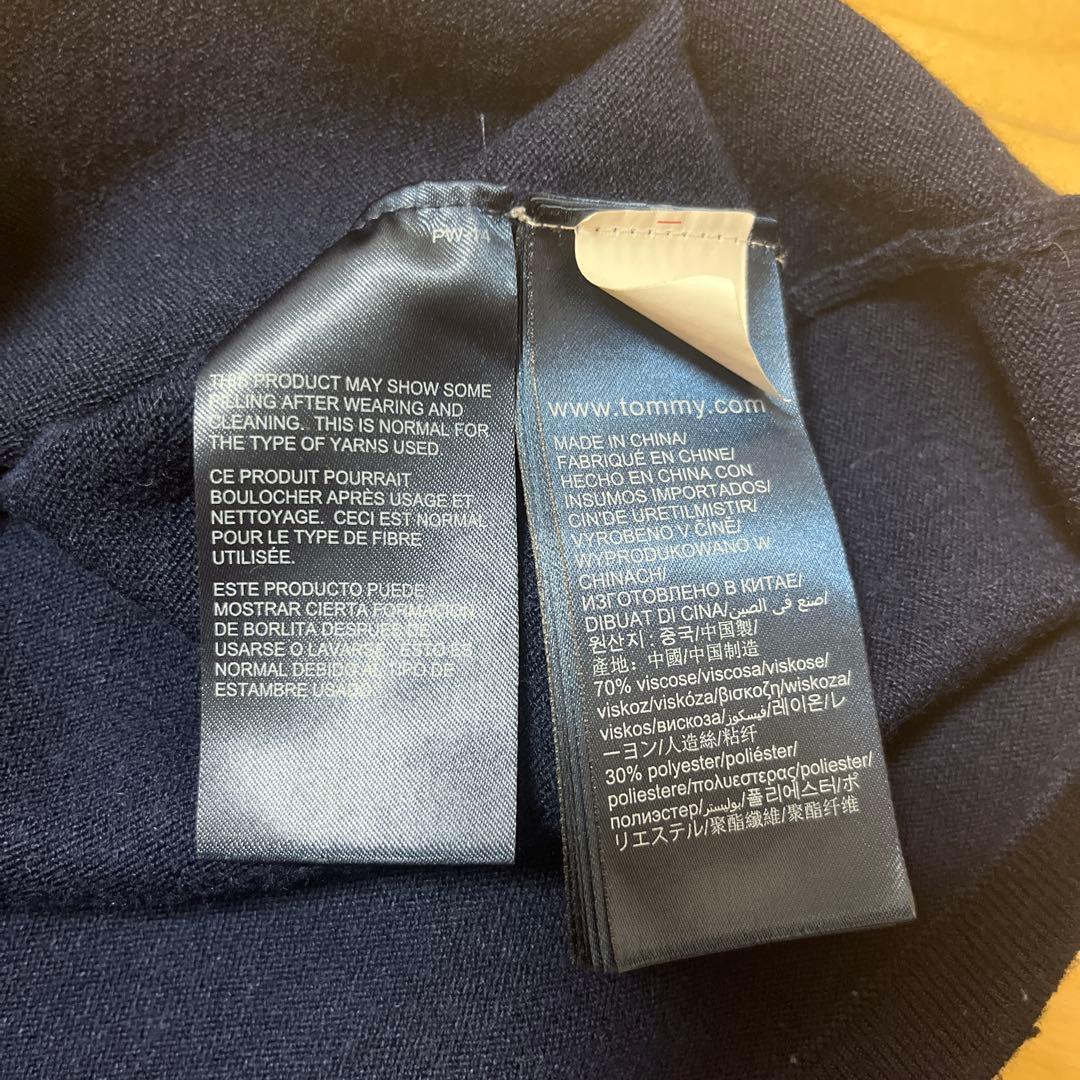 PW-14
THIS PRODUCT MAY SHOW SOME
PILLING AFTER WEARING AND
CLEANING. THIS IS NORMAL FOR
THE TYPE OF YARNS USED.
CE PRODUIT POURRAIT
BOULOCHER APRÈS USAGE ET
NETTOYAGE. CECI EST NORMAL
POUR LE TYPE DE FIBRE
UTILISÉE.
ESTE PRODUCTO PUEDE
MOSTRAR CIERTA FORMACION
DE BORLITA DESPUES DE
USARSE O LAVARSE. ESTO ES
NORMAL DEBIDO AL TIPO DE
ESTAMBRE USADO
www.tommy.com
MADE IN CHINA/
FABRIQUÉ EN CHINE/
HECHO EN CHINA CON
INSUMOS IMPORTADOS/
CIN'DE URETILMISTIR/
VYROBENO V ČÍNĚ/
WYPRODUKOWANO W
CHINACH/
ИЗГОТОВЛЕНО В КИТАЕ/
DIBUAT DI CINA/اصنع في الصين/
원산지 : 중국/中国製/
產地：中國/中国制造
70% viscose/viscosa/viskose/
viskoz/viskóza/βισκοζη/wiskoza/
viskos/вискоза/فيسكوز/레이온/レ
ーヨン/人造絲/粘纤
30% polyester/poliéster/
poliestere/πολυεστερας/poliester/
полиэстер/بوليستر/폴리에스터/ポ
リエステル/聚酯纖維/聚酯纤维